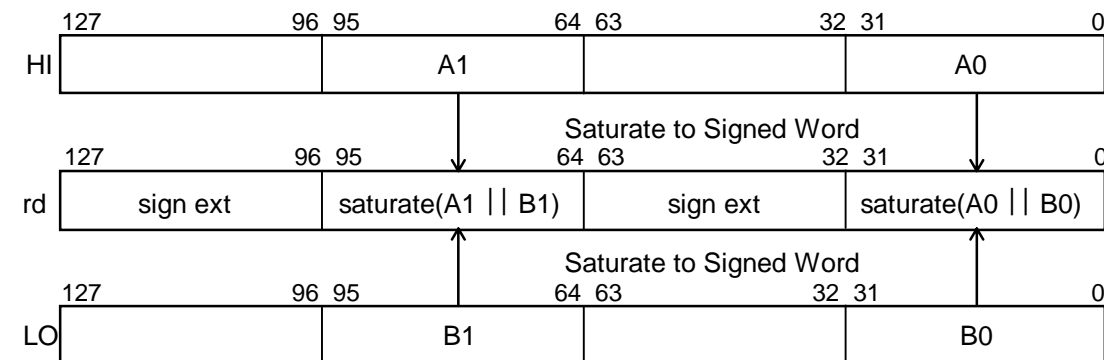 127 96 95 64 63 32 31 0
HI A1 A0
Saturate to Signed Word
127 96 95 64 63 32 31 0
rd sign ext saturate(A1 || B1) sign ext saturate(A0 || B0)
Saturate to Signed Word
127 96 95 64 63 32 31 0
LO B1 B0